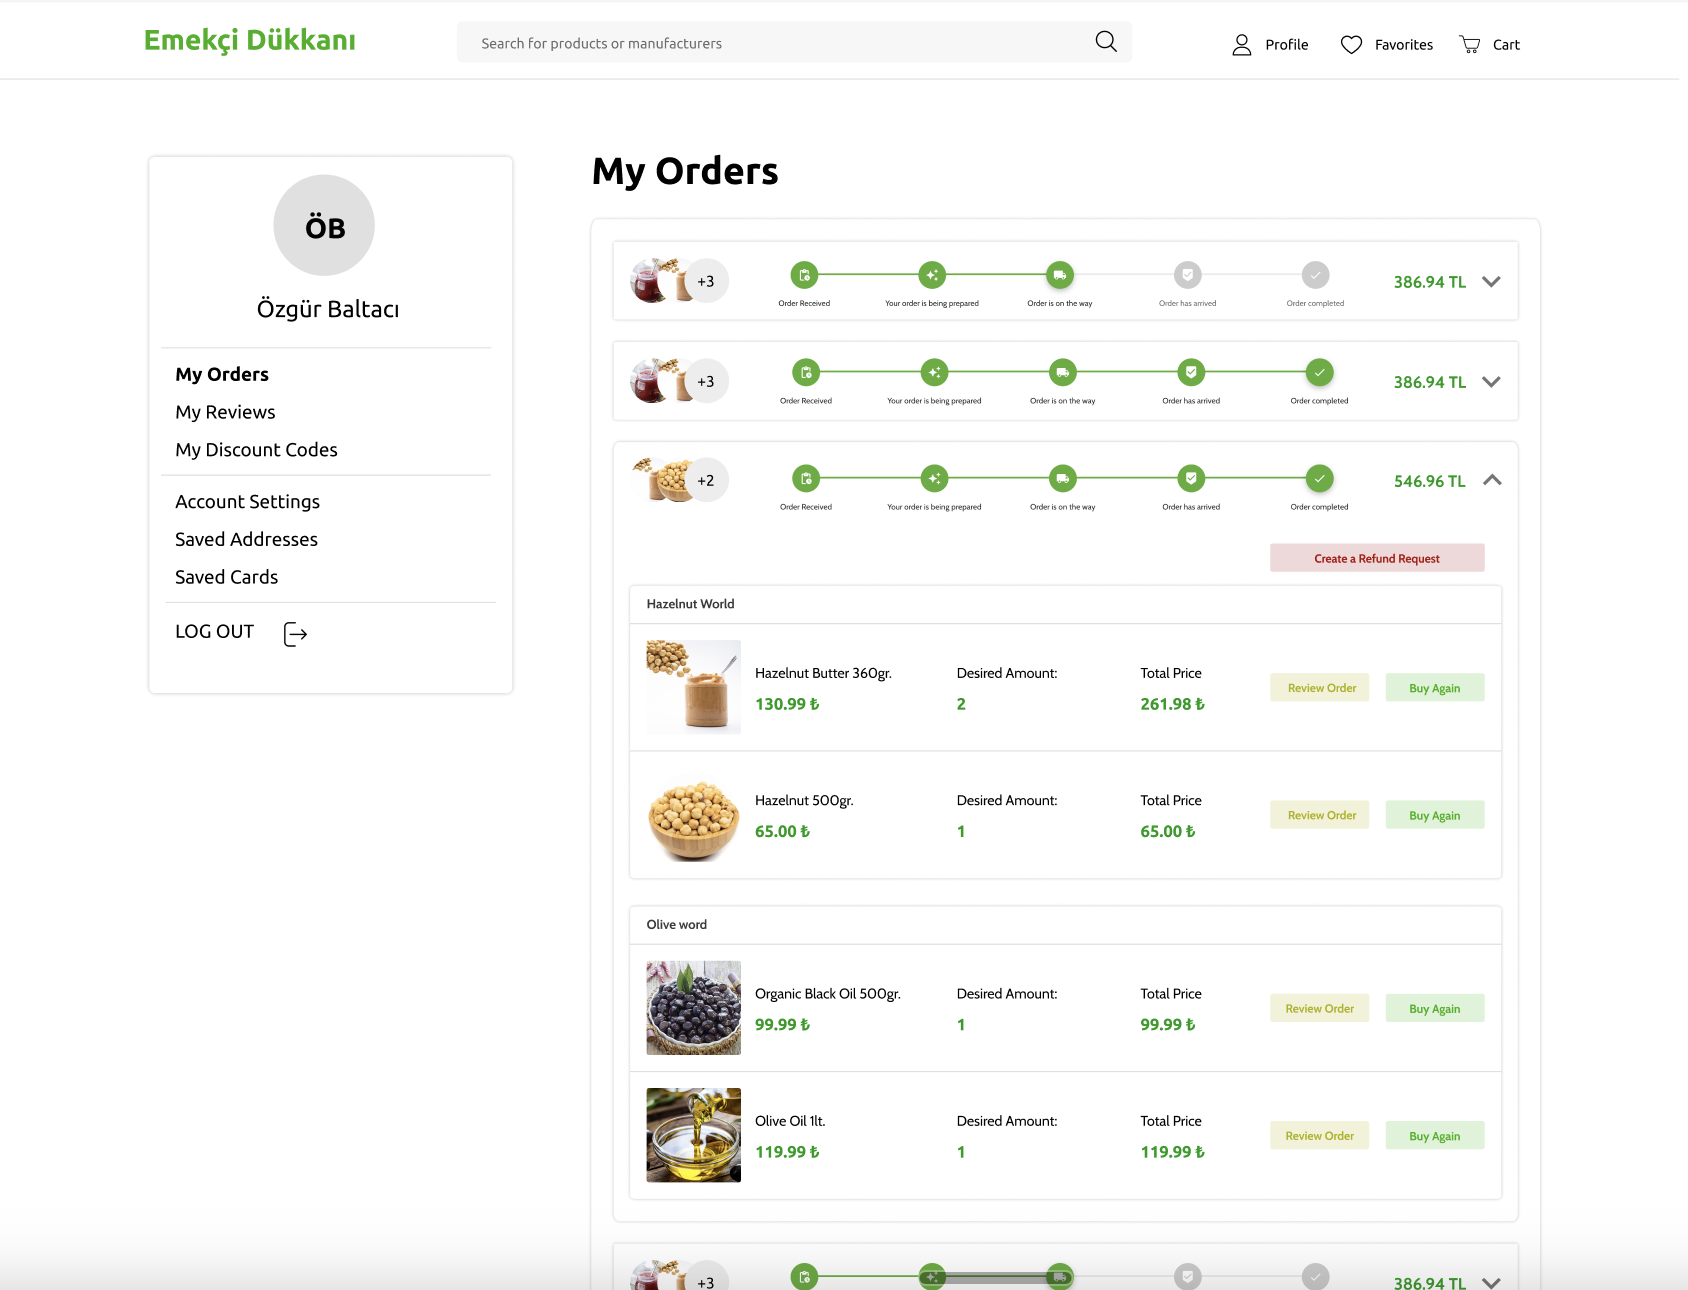 Emekçi Dükkanı
Search for products or manufacturers
Profile
Favorites
Cart
ÖB
Özgür Baltacı
My Orders
My Reviews
My Discount Codes
Account Settings
Saved Addresses
Saved Cards
LOG OUT
My Orders
+3
Order Received
Your order is being prepared
Order is on the way
Order has arrived
Order completed
386.94 TL
+3
Order Received
Your order is being prepared
Order is on the way
Order has arrived
Order completed
386.94 TL
+2
Order Received
Your order is being prepared
Order is on the way
Order has arrived
Order completed
546.96 TL
Create a Refund Request
Hazelnut World
Hazelnut Butter 360gr.
130.99 ₺
Desired Amount:
2
Total Price
261.98 ₺
Review Order
Buy Again
Hazelnut 500gr.
65.00 ₺
Desired Amount:
1
Total Price
65.00 ₺
Review Order
Buy Again
Olive word
Organic Black Oil 500gr.
99.99 ₺
Desired Amount:
1
Total Price
99.99 ₺
Review Order
Buy Again
Olive Oil 1lt.
119.99 ₺
Desired Amount:
1
Total Price
119.99 ₺
Review Order
Buy Again
+3
386.94 TL